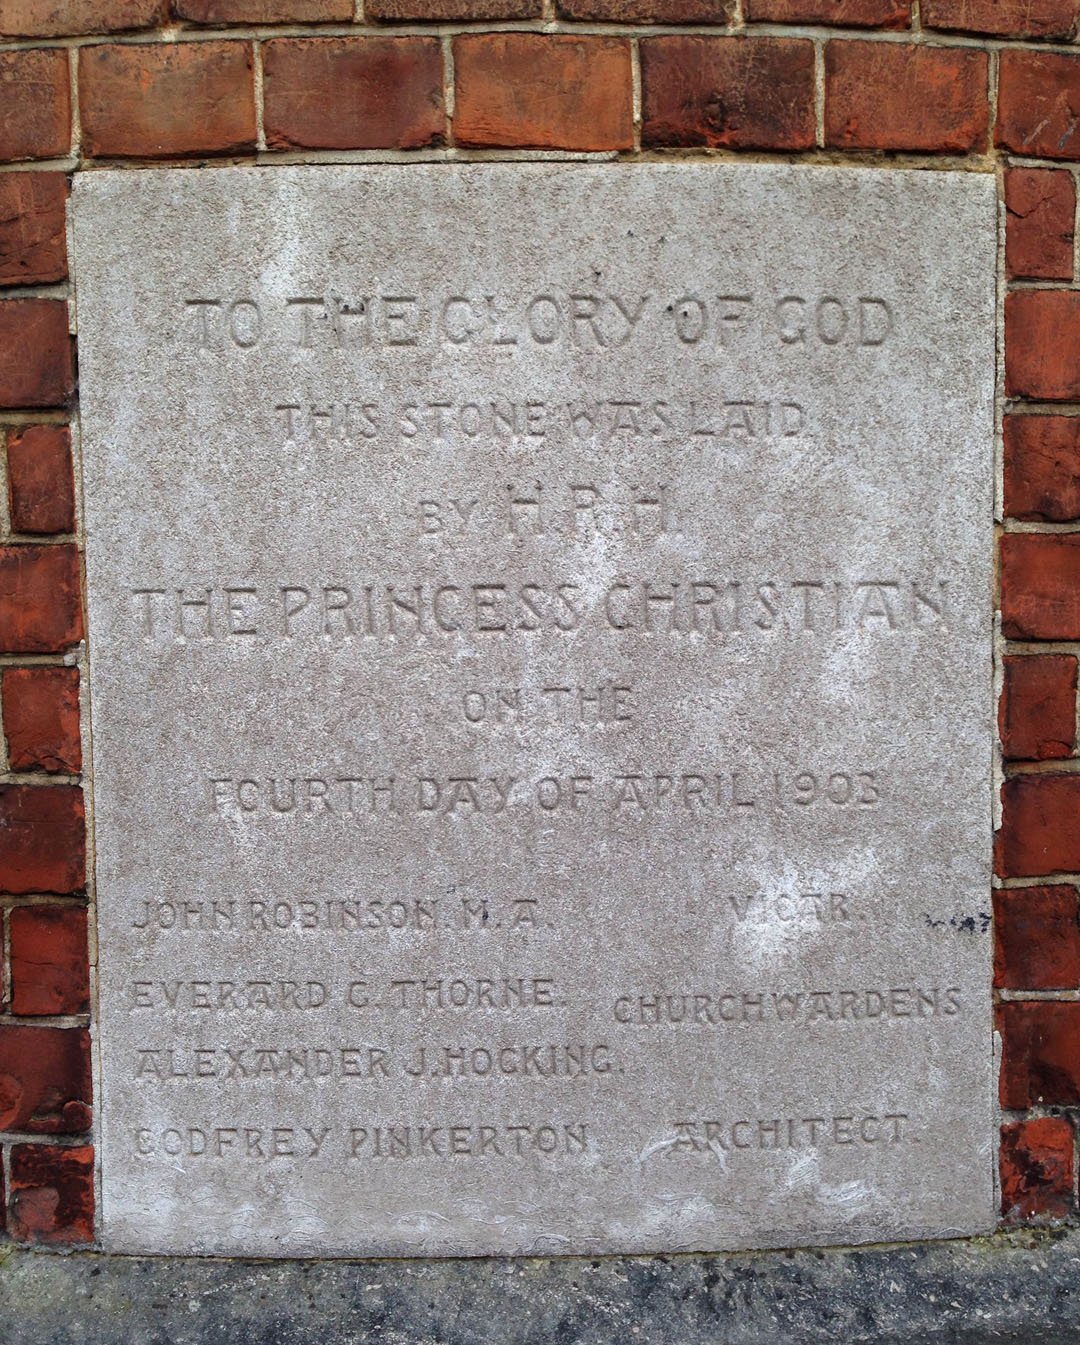 TO THE GLORY OF GOD
THIS STONE WAS LAID
BY H.R.H.
THE PRINCESS CHRISTIAN
ON THE
FOURTH DAY OF APRIL 1903
JOHN ROBINSON. M.A. VICAR.
EVERARD G. THORNE. CHURCHWARDENS
ALEXANDER J. HOCKING.
GODFREY PINKERTON ARCHITECT.